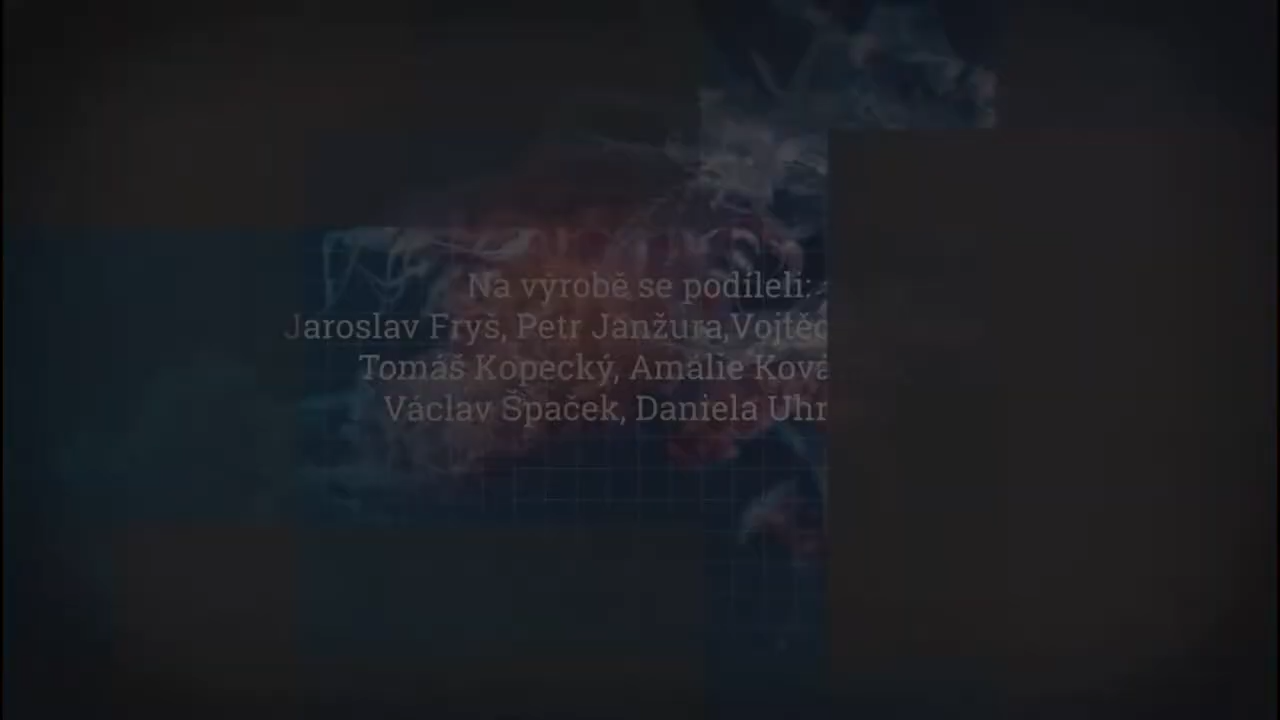 Na výrobě se podíleli:
Jaroslav Fryš, Petr Janžura,
Tomáš Kopecký, Amálie
Václav Špaček, Daniela